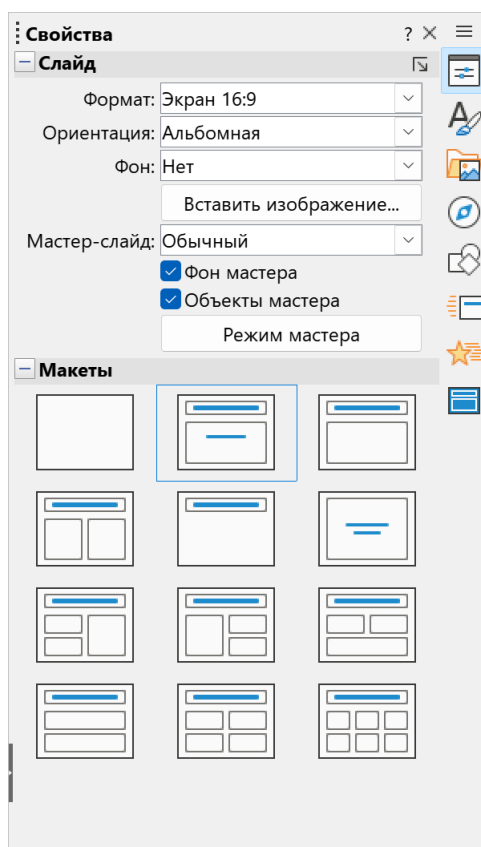 Свойства ?
Слайд
Формат: Экран 16:9
Ориентация: Альбомная
Фон: Нет
Вставить изображение...
Мастер-слайд: Обычный
Фон мастера
Объекты мастера
Режим мастера
Макеты